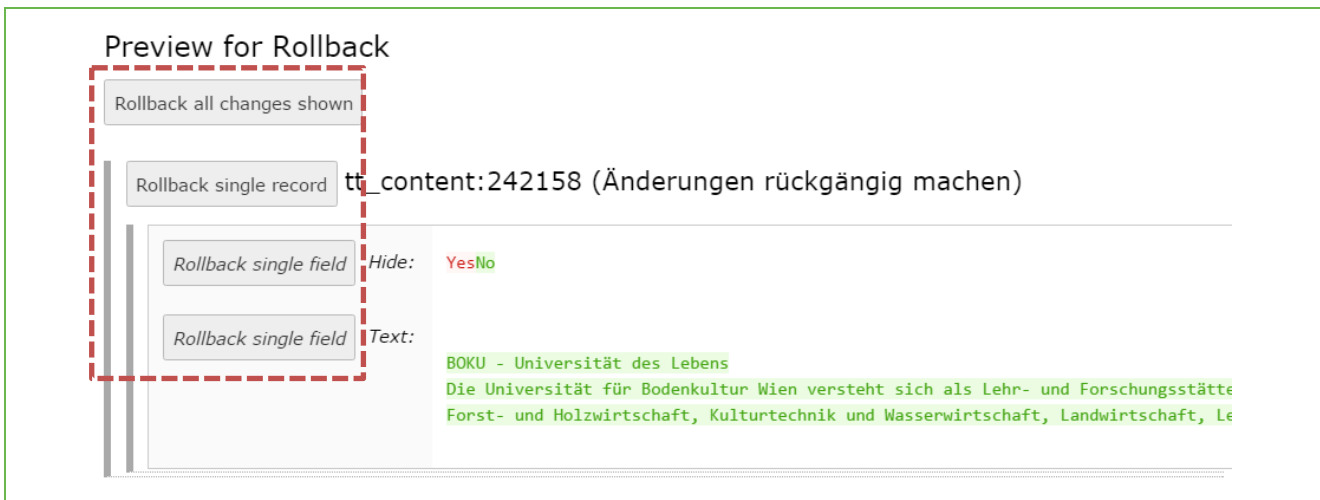 Preview for Rollback
Rollback all changes shown
Rollback single record tt_content:242158 (Änderungen rückgängig machen)
Rollback single field Hide: YesNo
Rollback single field Text:
BOKU - Universität des Lebens
Die Universität für Bodenkultur Wien versteht sich als Lehr- und Forschungsstätte
Forst- und Holzwirtschaft, Kulturtechnik und Wasserwirtschaft, Landwirtschaft, Le